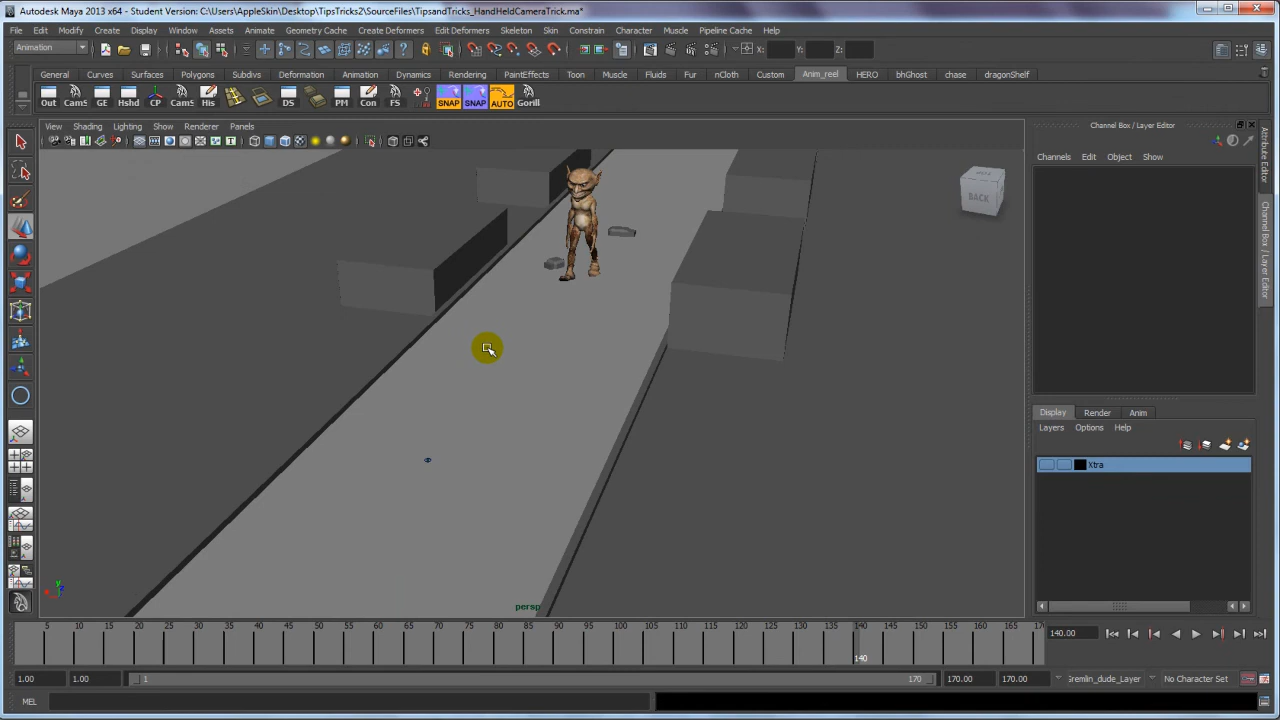 Autodesk Maya 2013 x64 - Student Version: C:\Users\AppleSkin\Desktop\TipsTricks2\SourceFiles\TipsandTricks_HandHeldCameraTrick.ma*
File Edit Modify Create Display Window Assets Animate Geometry Cache Create Deformers Edit Deformers Skeleton Skin Constrain Character Muscle Pipeline Cache Help
Animation X: Y: Z:
General Curves Surfaces Polygons Subdivs Deformation Animation Dynamics Rendering PaintEffects Toon Muscle Fluids Fur nCloth Custom Anim_reel HERO bhGhost chase dragonShelf
Out CamS GE Hshd CP CamS His DS PM Con FS SNAP SNAP AUTO Gorill
View Shading Lighting Show Renderer Panels
Channel Box / Layer Editor
Channels Edit Object Show
Attribute Editor
Channel Box / Layer Editor
BACK
Display Render Anim
Layers Options Help
Xtra
persp
5 10 15 20 25 30 35 40 45 50 55 60 65 70 75 80 85 90 95 100 105 110 115 120 125 130 135 140 145 150 155 160 165 17
140
140.00
1.00 1.00 1 170 170.00 170.00 Gremlin_dude_Layer No Character Set
MEL